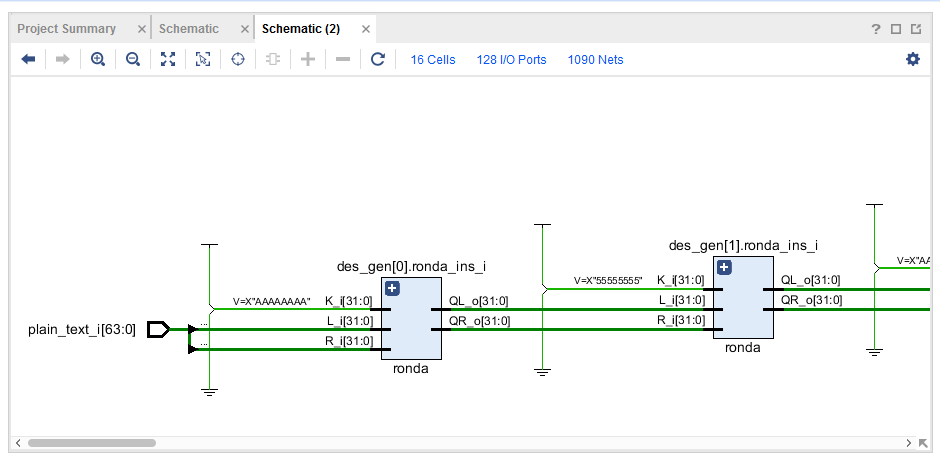 Project Summary × Schematic × Schematic (2) ×
16 Cells 128 I/O Ports 1090 Nets
des_gen[1].ronda_ins_i
V=X"AA
des_gen[0].ronda_ins_i
V=X"55555555" K_i[31:0] QL_o[31:0]
V=X"AAAAAAAA" K_i[31:0] QL_o[31:0] L_i[31:0] QR_o[31:0]
plain_text_i[63:0] ... L_i[31:0] QR_o[31:0] R_i[31:0]
... R_i[31:0] ronda
ronda